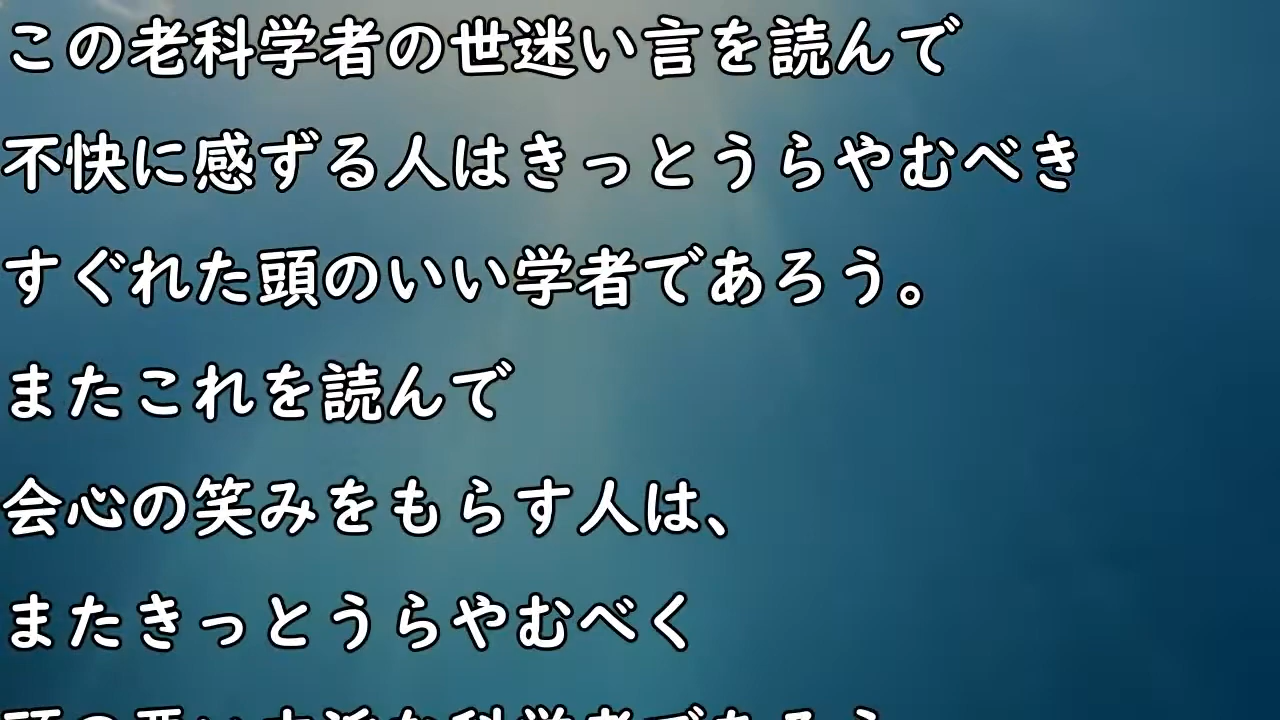 この老科学者の世迷い言を読んで
不快に感ずる人はきっとうらやむべき
すぐれた頭のいい学者であろう。
またこれを読んで
会心の笑みをもらす人は、
またきっとうらやむべく